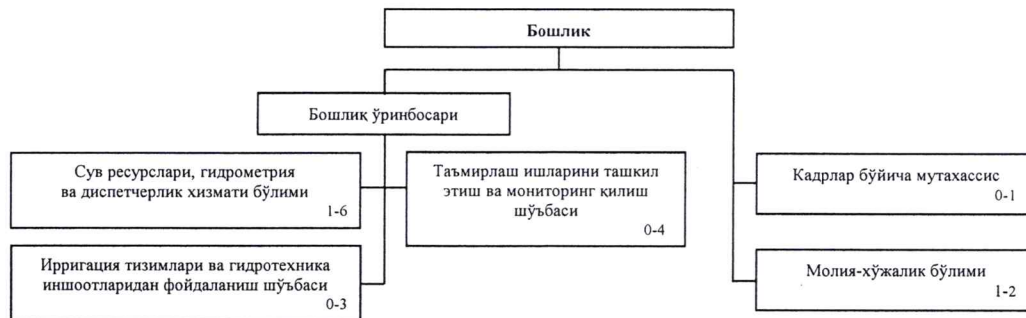 Бошлик
Бошлиқ ўринбосари
Сув ресурслари, гидрометрия
ва диспетчерлик хизмати бўлими
1-6
Таъмирлаш ишларини ташкил
этиш ва мониторинг қилиш
шўъбаси
0-4
Кадрлар бўйича мутахассис
0-1
Ирригация тизимлари ва гидротехника
иншоотларидан фойдаланиш шўъбаси
0-3
Молия-хўжалик бўлими
1-2